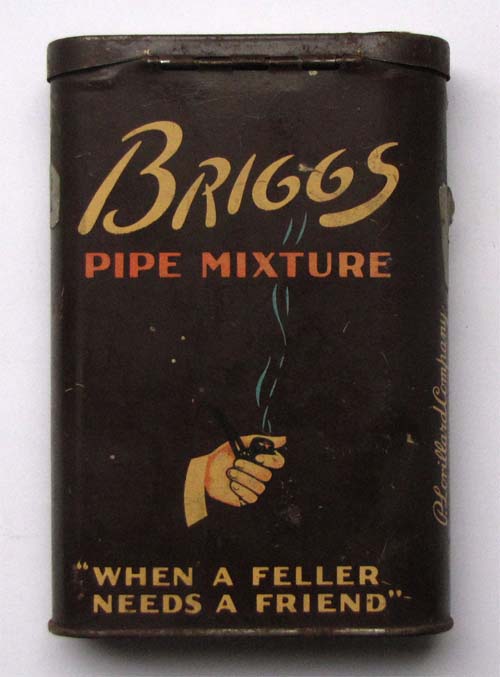 BRIGGS
PIPE MIXTURE
P. Lorillard Company
"WHEN A FELLER
NEEDS A FRIEND"